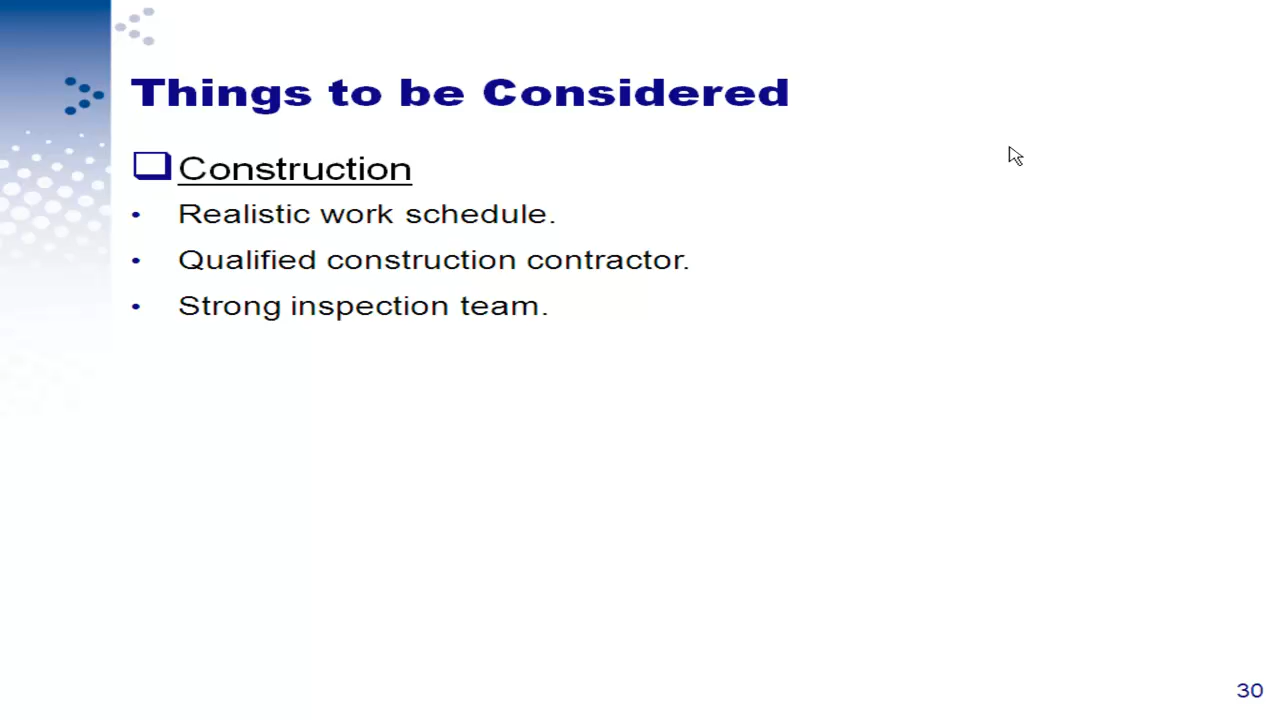 Things to be Considered
Construction
• Realistic work schedule.
• Qualified construction contractor.
• Strong inspection team.
30